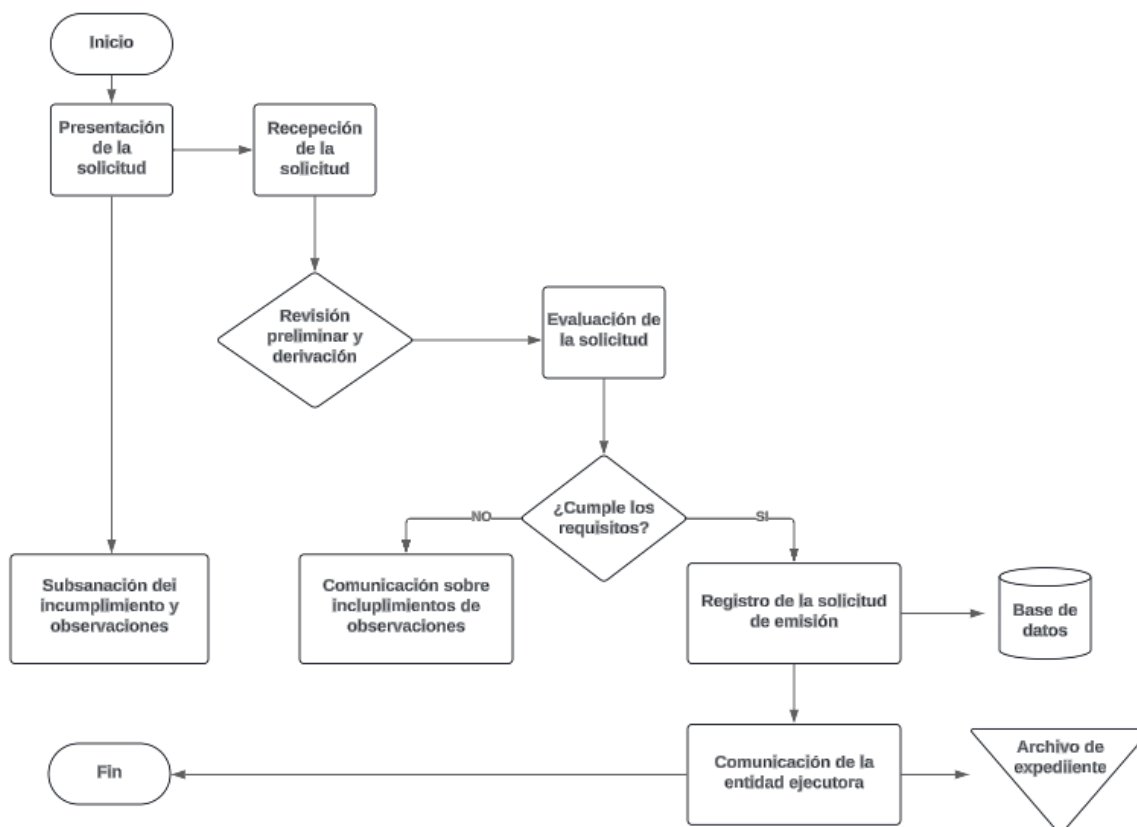 Inicio
Presentación
de la
solicitud
Recepeción
de la
solicitud
Revisión
preliminar y
derivación
Evaluación de
la solicitud
¿Cumple los
requisitos?
NO
SI
Subsanación dei
incumplimiento y
observaciones
Comunicación sobre
incluplimientos de
observaciones
Registro de la solicitud
de emisión
Base de
datos
Fin
Comunicación de la
entidad ejecutora
Archivo de
expediiente